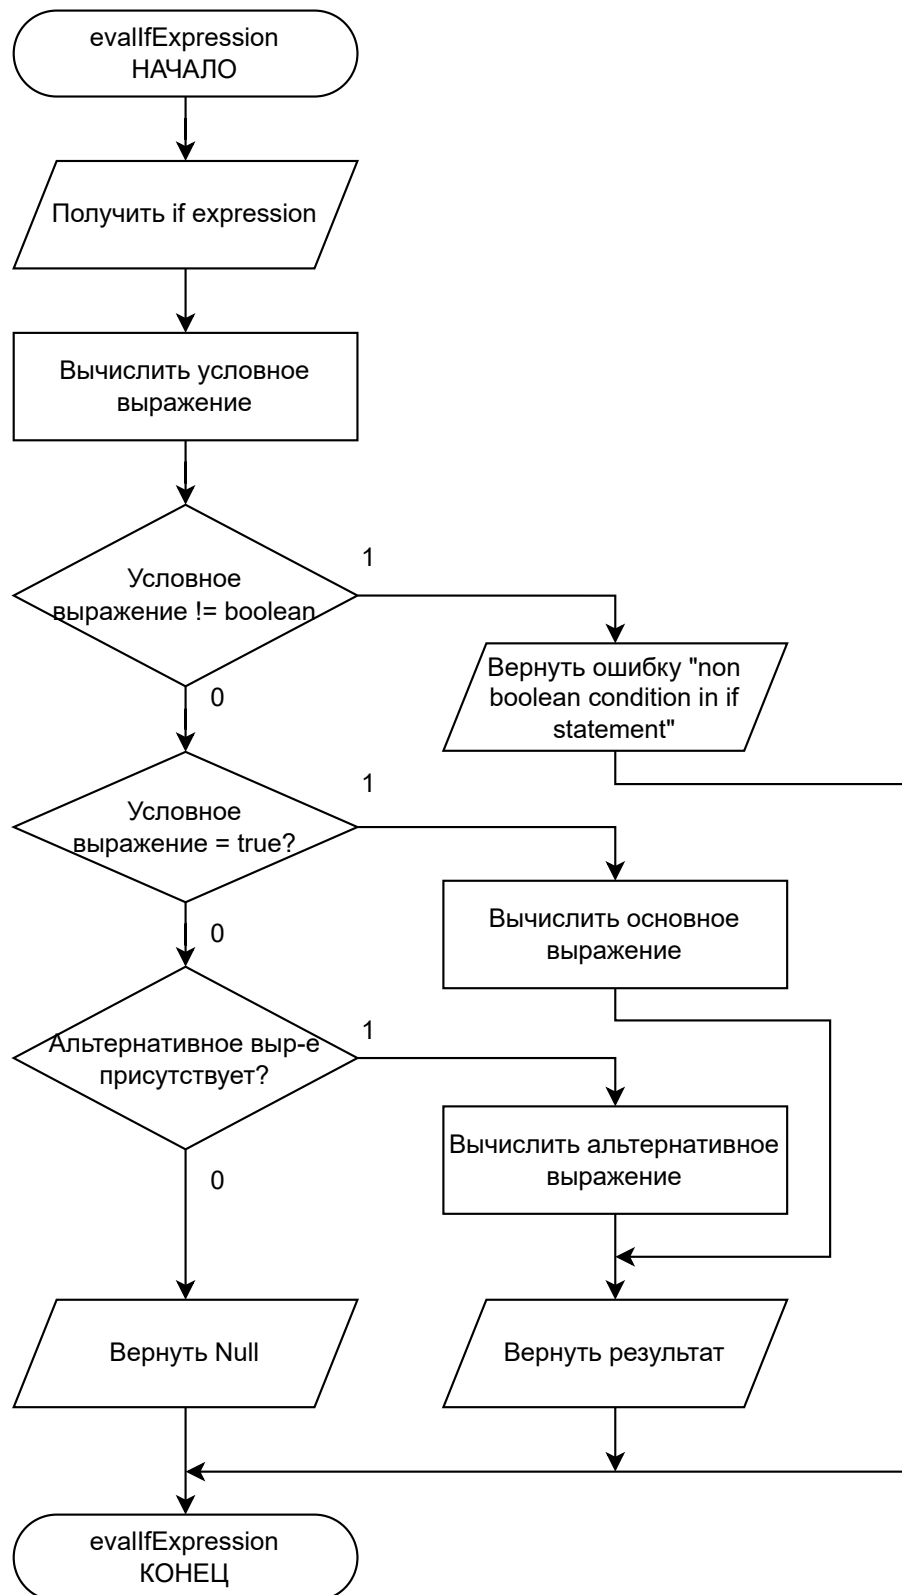 evalIfExpression
НАЧАЛО
Получить if expression
Вычислить условное
выражение
Условное
выражение != boolean
1
0
Вернуть ошибку "non
boolean condition in if
statement"
Условное
выражение = true?
1
0
Вычислить основное
выражение
Альтернативное выр-е
присутствует?
1
0
Вычислить альтернативное
выражение
Вернуть Null
Вернуть результат
evalIfExpression
КОНЕЦ